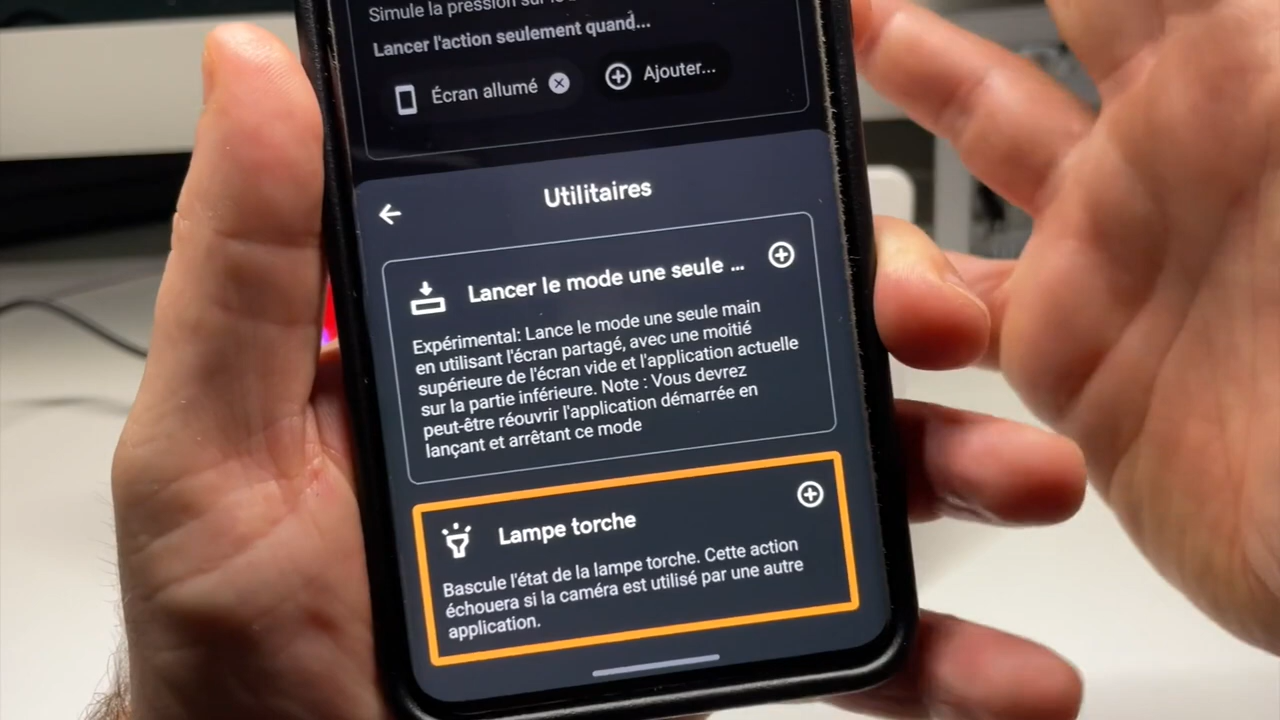 Simule la pression sur
Lancer l'action seulement quand...
Écran allumé
Ajouter...
Utilitaires
Lancer le mode une seule ...
Expérimental: Lance le mode une seule main
en utilisant l'écran partagé, avec une moitié
supérieure de l'écran vide et l'application actuelle
sur la partie inférieure. Note : Vous devrez
peut-être réouvrir l'application démarrée en
lançant et arrêtant ce mode
Lampe torche
Bascule l'état de la lampe torche. Cette action
échouera si la caméra est utilisé par une autre
application.